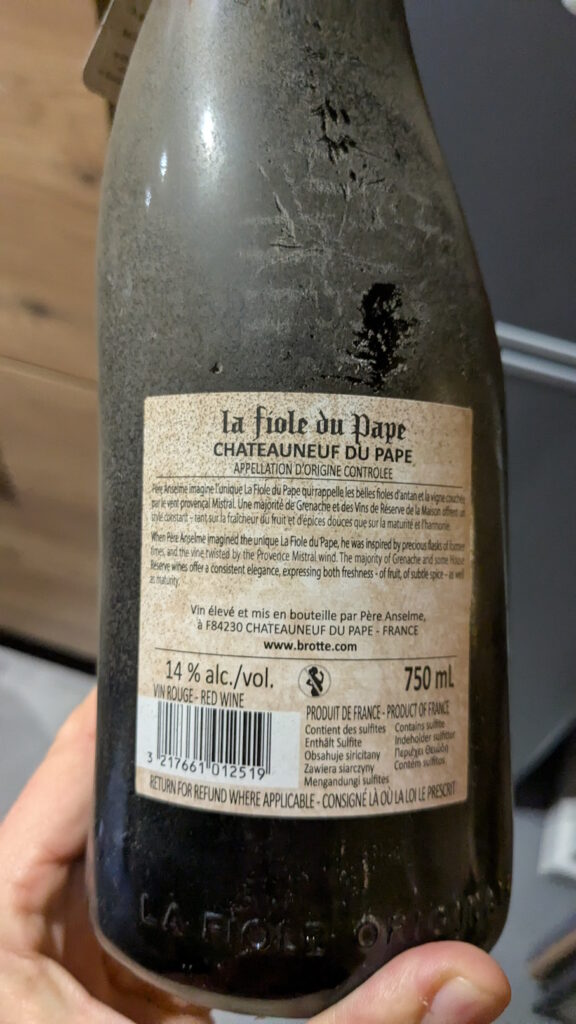 la fiole du Pape
CHATEAUNEUF DU PAPE
APPELLATION D'ORIGINE CONTROLEE
Père Anselme imagine l'unique La Fiole du Pape qui rappelle les belles fioles d'antan et la vigne couchée
par le vent provençal Mistral. Une majorité de Grenache et des Vins de Réserve de la Maison offrent un
style constant - tant sur la fraîcheur du fruit et d'épices douces que sur la maturité et l'harmonie.
When Père Anselme imagined the unique La Fiole du Pape, he was inspired by precious flasks of former
times, and the vine twisted by the Provence Mistral wind. The majority of Grenache and some House
Reserve wines offer a consistent elegance, expressing both freshness - of fruit, of subtle spice - as well
as maturity.
Vin élevé et mis en bouteille par Père Anselme,
à F84230 CHATEAUNEUF DU PAPE - FRANCE
www.brotte.com
14 % alc./vol.
750 mL
VIN ROUGE - RED WINE
3 217661 012519
PRODUIT DE FRANCE - PRODUCT OF FRANCE
Contient des sulfites Contains sulfite
Enthält Sulfite Indeholder sulfitter
Obsahuje siricitany Περιέχει Θειώδη
Zawiera siarczyny Contém sulfitos
Mengandungi sulfites
RETURN FOR REFUND WHERE APPLICABLE - CONSIGNÉ LÀ OÙ LA LOI LE PRESCRIT
LA FIOLE